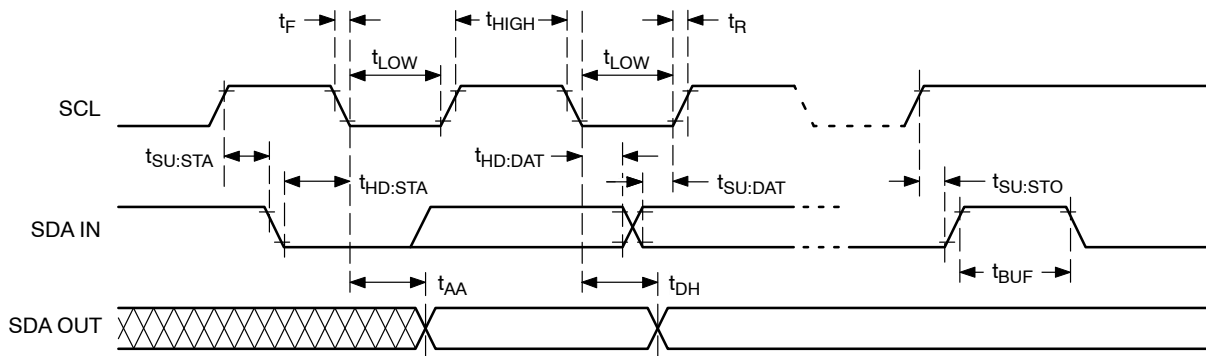 tF
tHIGH
tR
tLOW
tLOW
SCL
tSU:STA
tHD:DAT
tHD:STA
tSU:DAT
tSU:STO
SDA IN
tAA
tDH
tBUF
SDA OUT